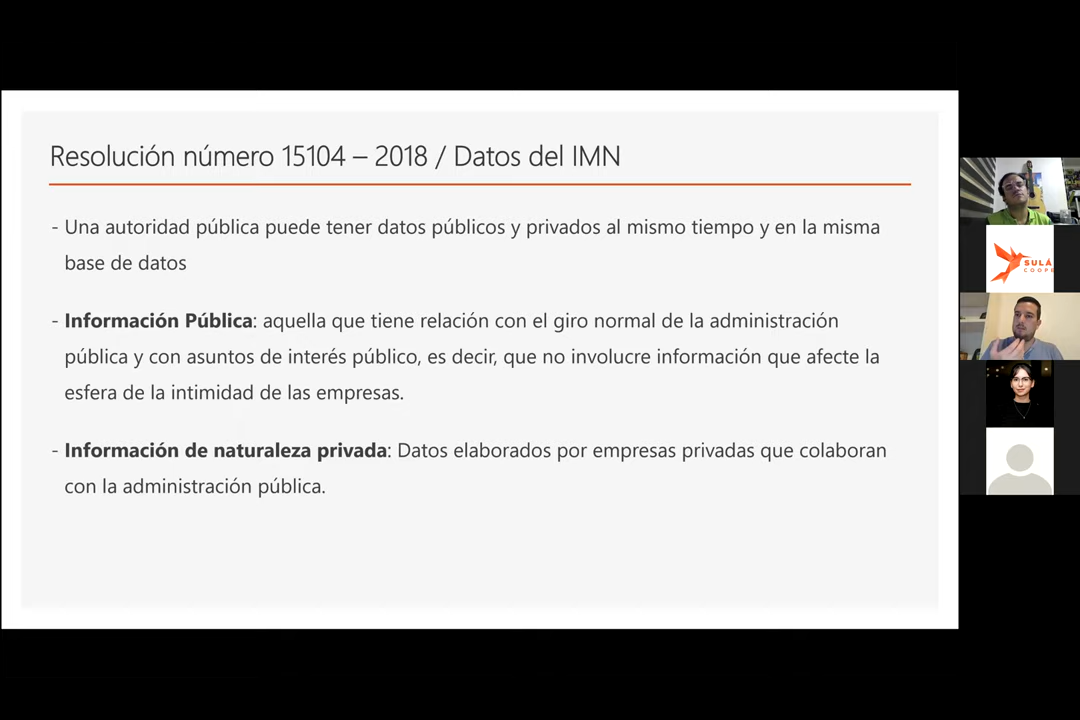 Resolución número 15104 – 2018 / Datos del IMN
- Una autoridad pública puede tener datos públicos y privados al mismo tiempo y en la misma
base de datos
- Información Pública: aquella que tiene relación con el giro normal de la administración
pública y con asuntos de interés público, es decir, que no involucre información que afecte la
esfera de la intimidad de las empresas.
- Información de naturaleza privada: Datos elaborados por empresas privadas que colaboran
con la administración pública.
SULÁ
COOPE